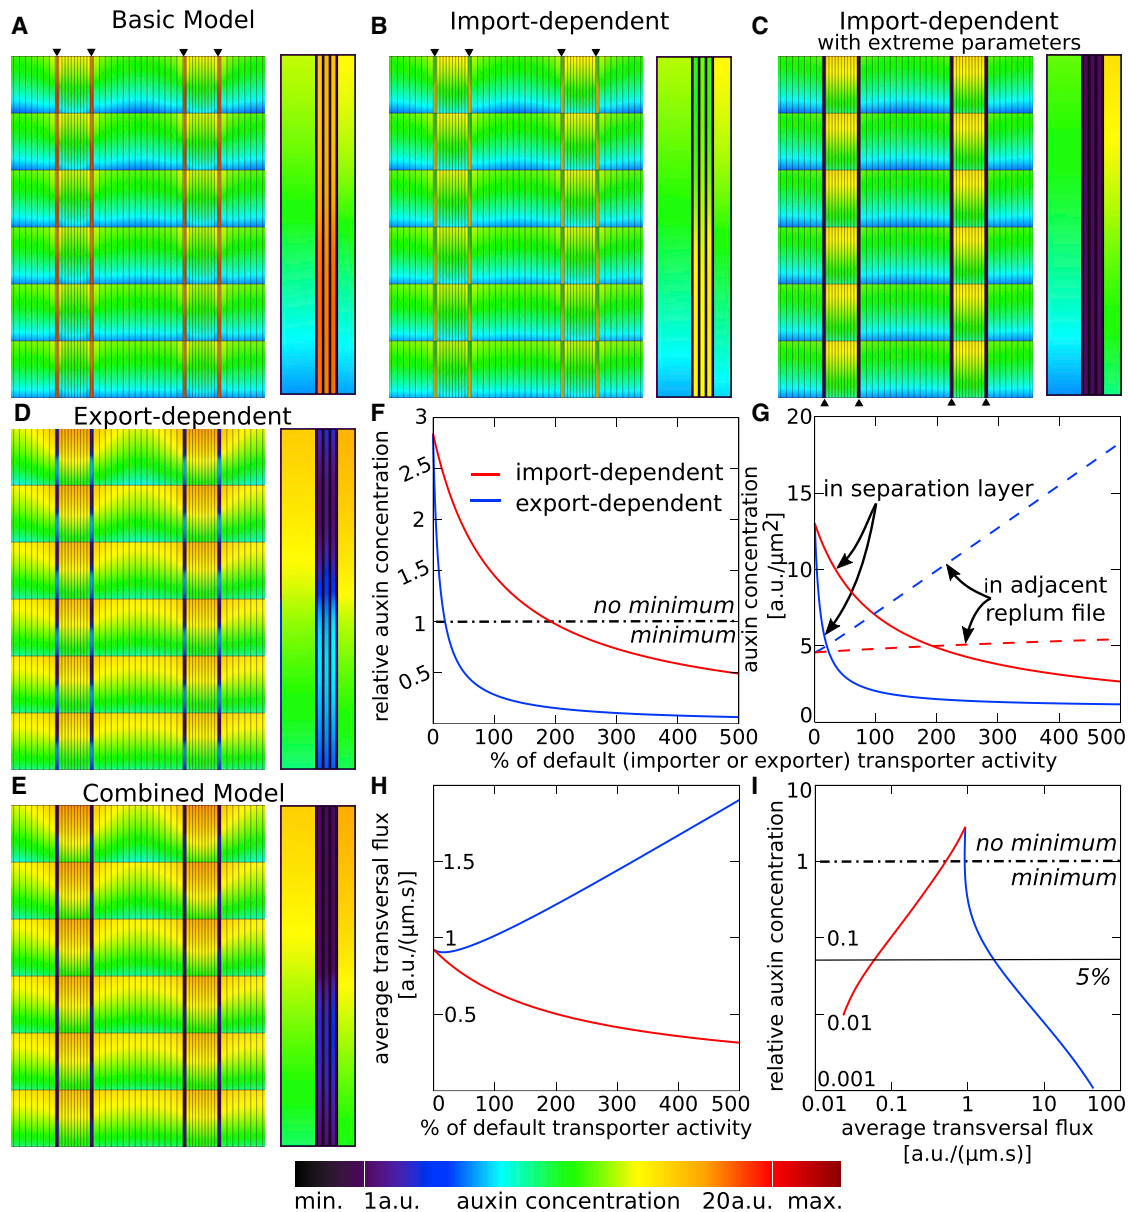 A Basic Model
B Import-dependent
C Import-dependent
with extreme parameters
D Export-dependent
F
3
2.5
2
1.5
1
0.5
relative auxin concentration
import-dependent
export-dependent
no minimum
minimum
0 100 200 300 400 500
G
20
15
10
5
0
auxin concentration
[a.u./µm²]
in separation layer
in adjacent
replum file
0 100 200 300 400 500
% of default (importer or exporter) transporter activity
E Combined Model
H
1.5
1
0.5
average transversal flux
[a.u./(µm.s)]
0 100 200 300 400 500
% of default transporter activity
I
10
1
0.1
0.01
0.001
relative auxin concentration
no minimum
minimum
5%
0.01 0.1 1 10 100
average transversal flux
[a.u./(µm.s)]
min. 1a.u. auxin concentration 20a.u. max.